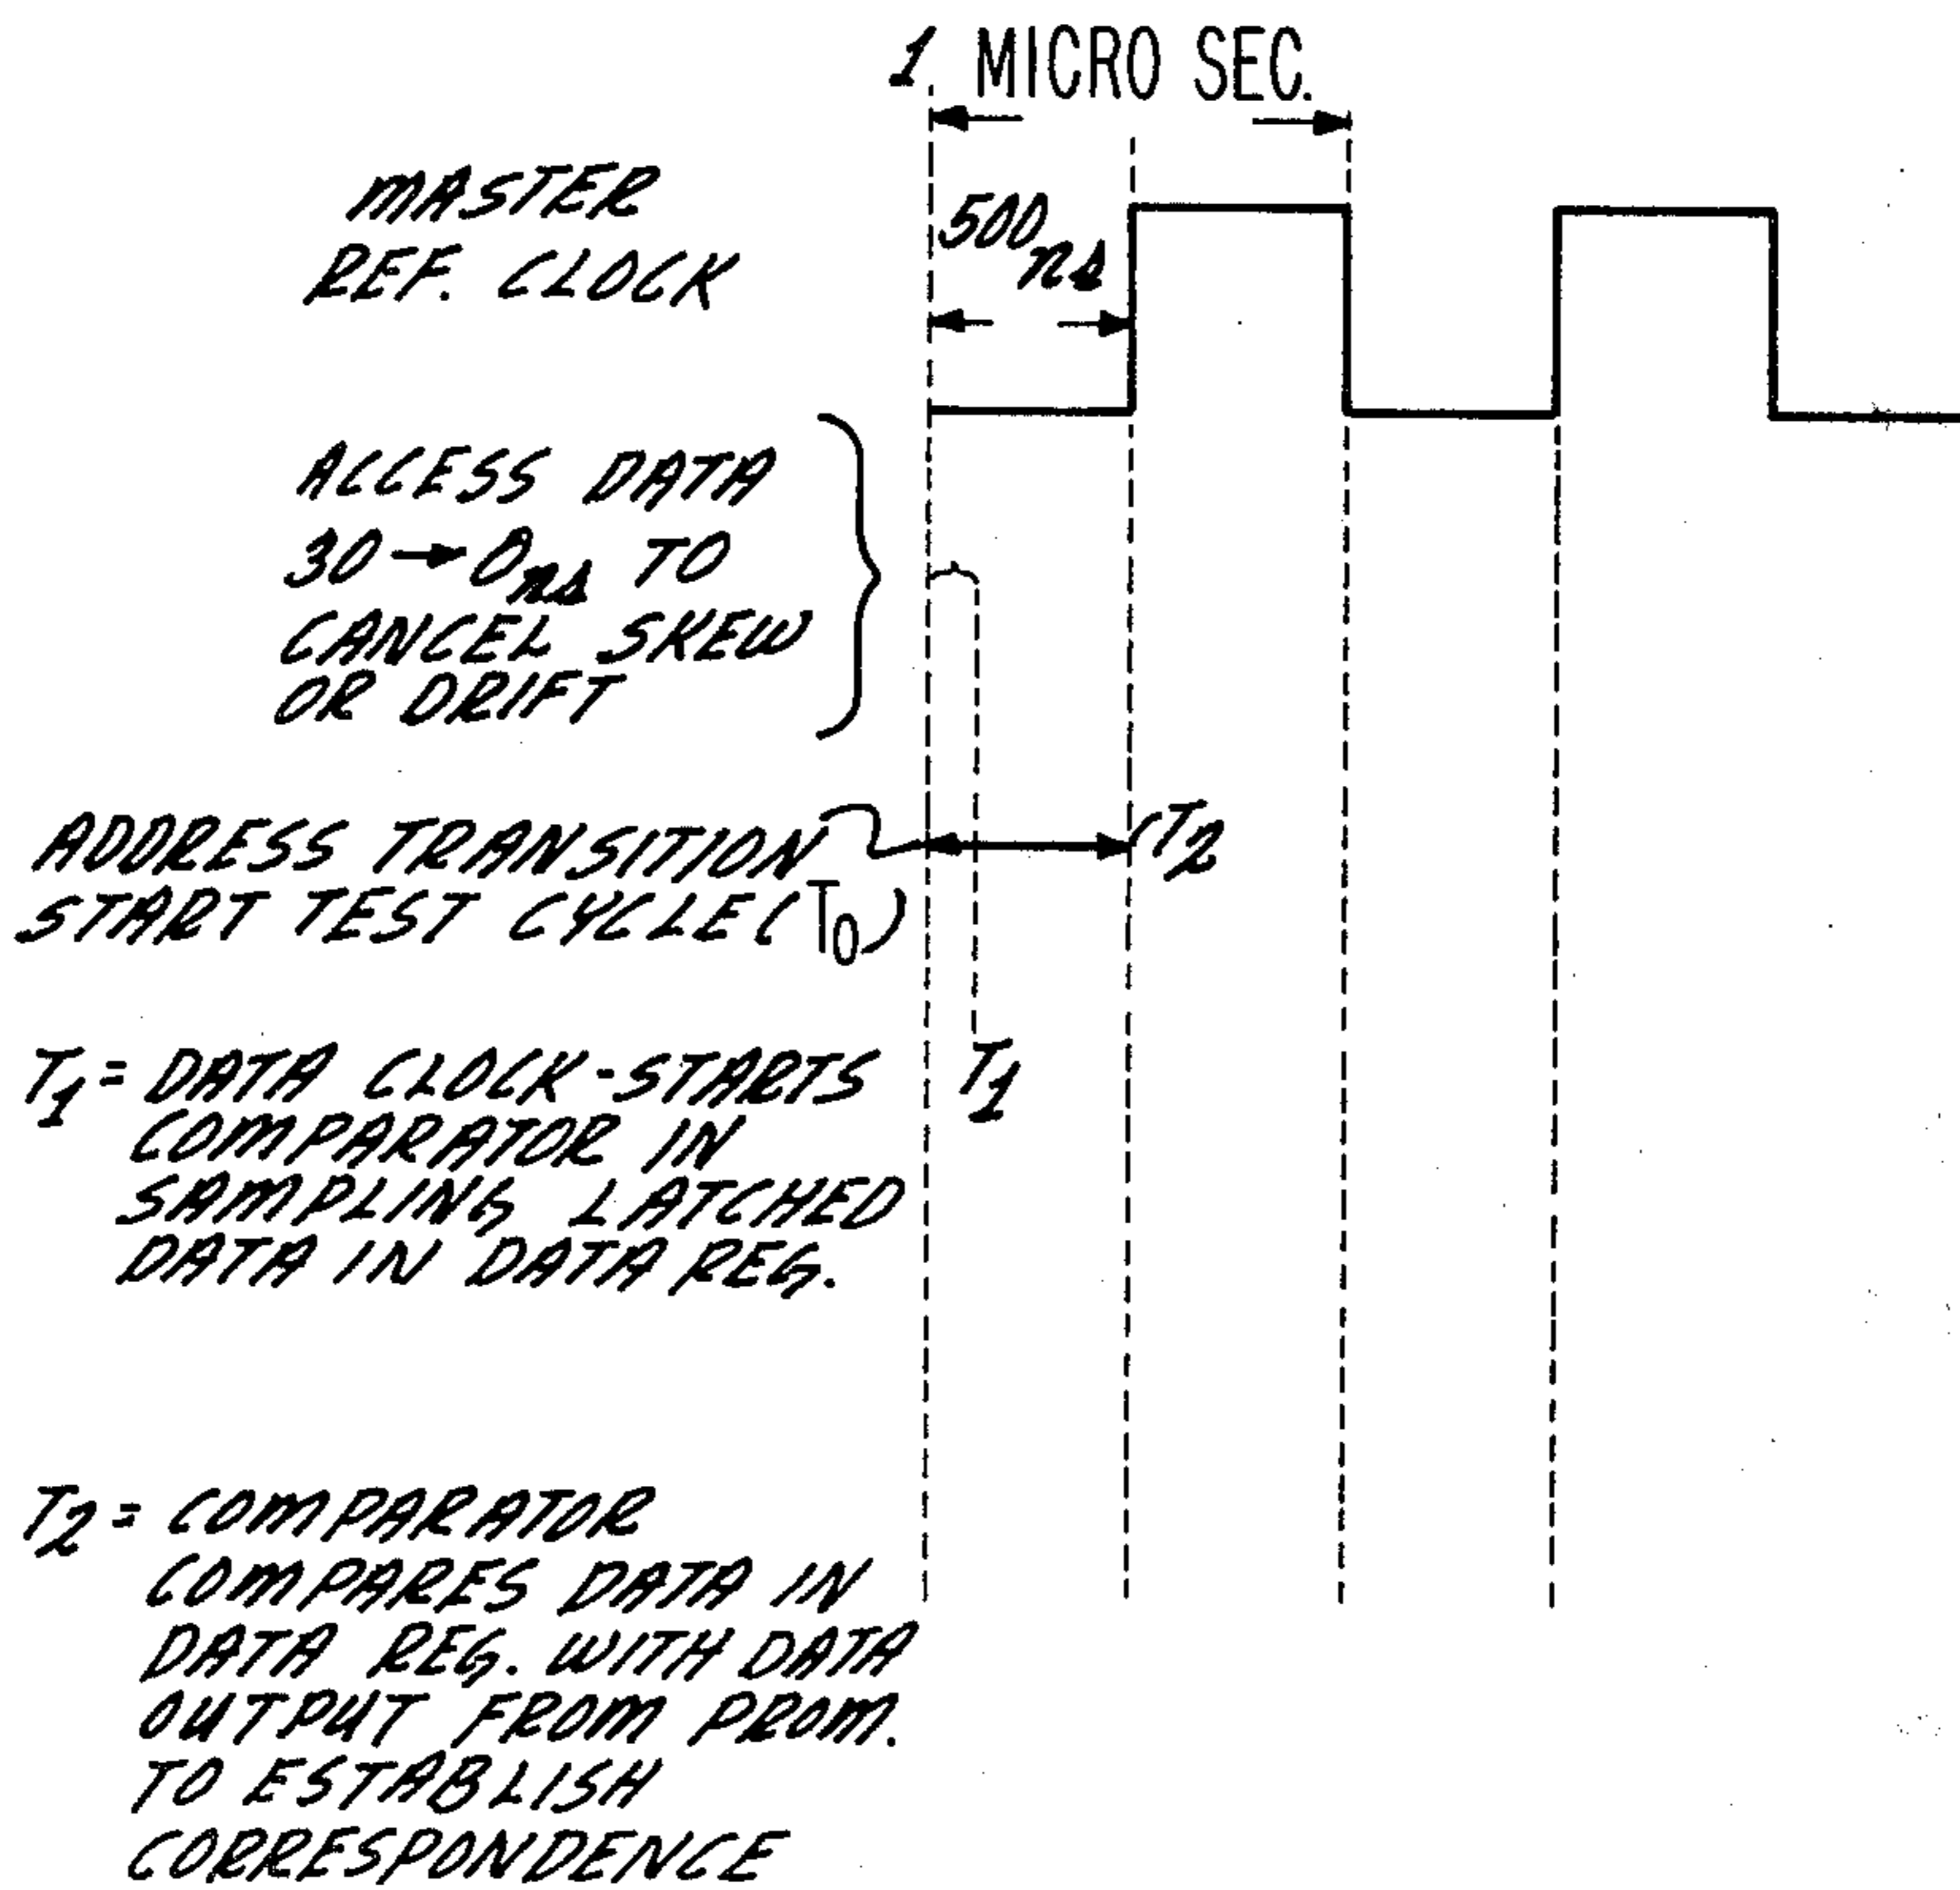 1 MICRO SEC.
MASTER
REF. CLOCK
500ns
ACCESS DATA
30→0ns TO
CANCEL SKEW
OR DRIFT
ADDRESS TRANSITION
START TEST CYCLE (T0)
T2
T1 = DATA CLOCK-STARTS
COMPARATOR IN
SAMPLING LATCHED
DATA IN DATA REG.
T1
T2 = COMPARATOR
COMPARES DATA IN
DATA REG. WITH DATA
OUTPUT FROM PROM.
TO ESTABLISH
CORRESPONDENCE